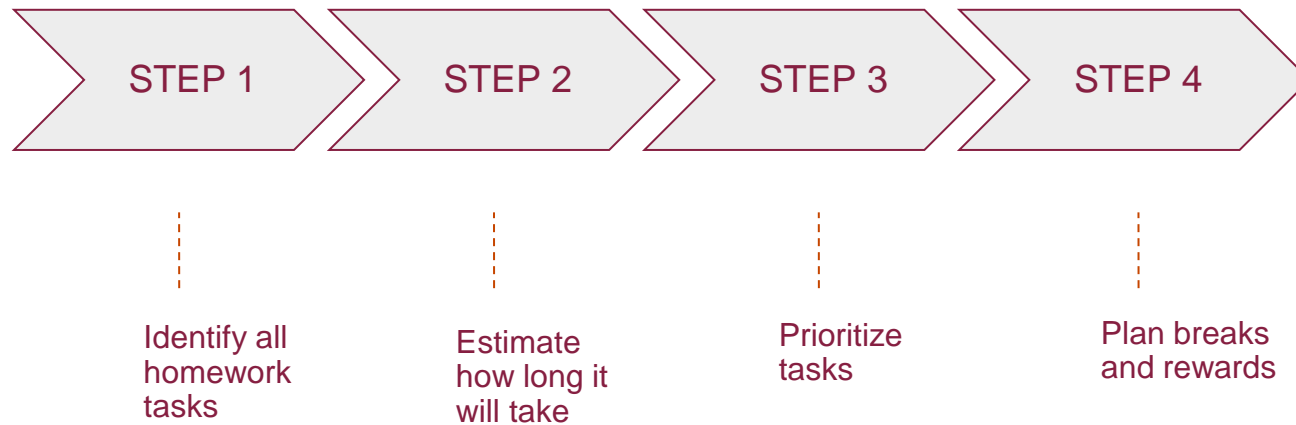 STEP 1
STEP 2
STEP 3
STEP 4
Identify all
homework
tasks
Estimate
how long it
will take
Prioritize
tasks
Plan breaks
and rewards